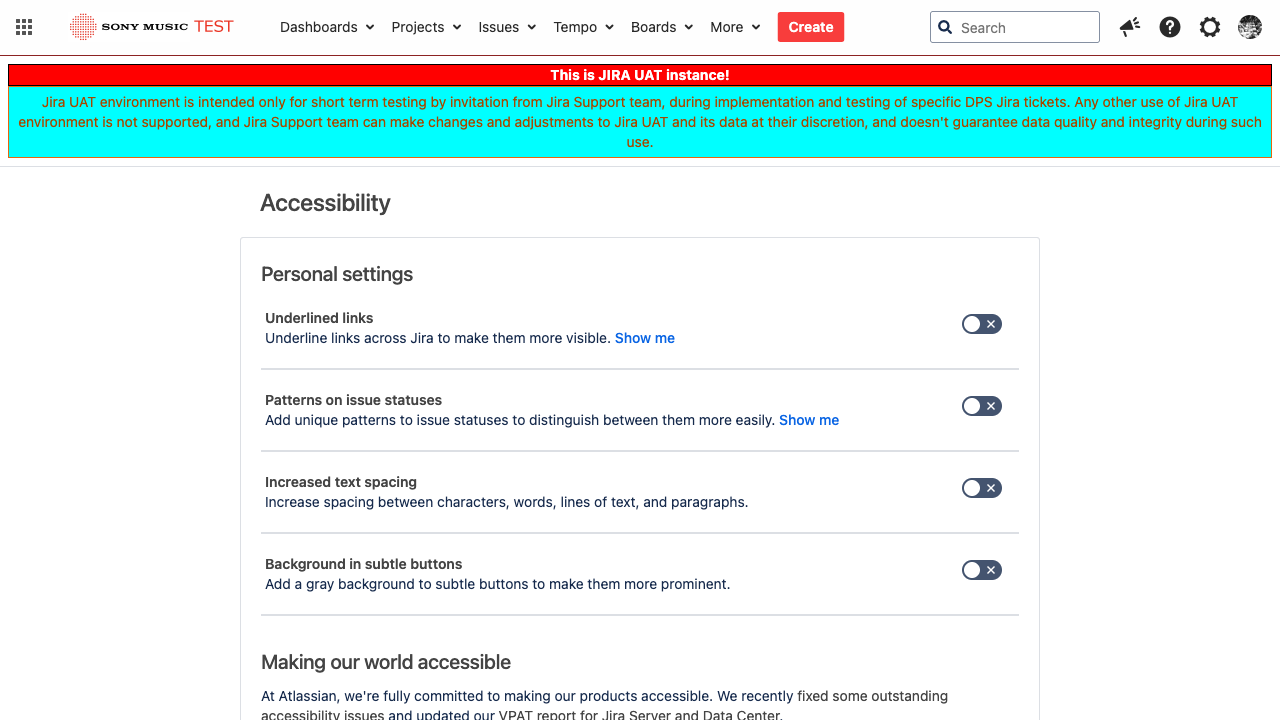 SONY MUSIC TEST
Dashboards Projects Issues Tempo Boards More Create Search
This is JIRA UAT instance!
Jira UAT environment is intended only for short term testing by invitation from Jira Support team, during implementation and testing of specific DPS Jira tickets. Any other use of Jira UAT
environment is not supported, and Jira Support team can make changes and adjustments to Jira UAT and its data at their discretion, and doesn't guarantee data quality and integrity during such
use.
Accessibility
Personal settings
Underlined links
Underline links across Jira to make them more visible. Show me
Patterns on issue statuses
Add unique patterns to issue statuses to distinguish between them more easily. Show me
Increased text spacing
Increase spacing between characters, words, lines of text, and paragraphs.
Background in subtle buttons
Add a gray background to subtle buttons to make them more prominent.
Making our world accessible
At Atlassian, we're fully committed to making our products accessible. We recently fixed some outstanding
accessibility issues and updated our VPAT report for Jira Server and Data Center.